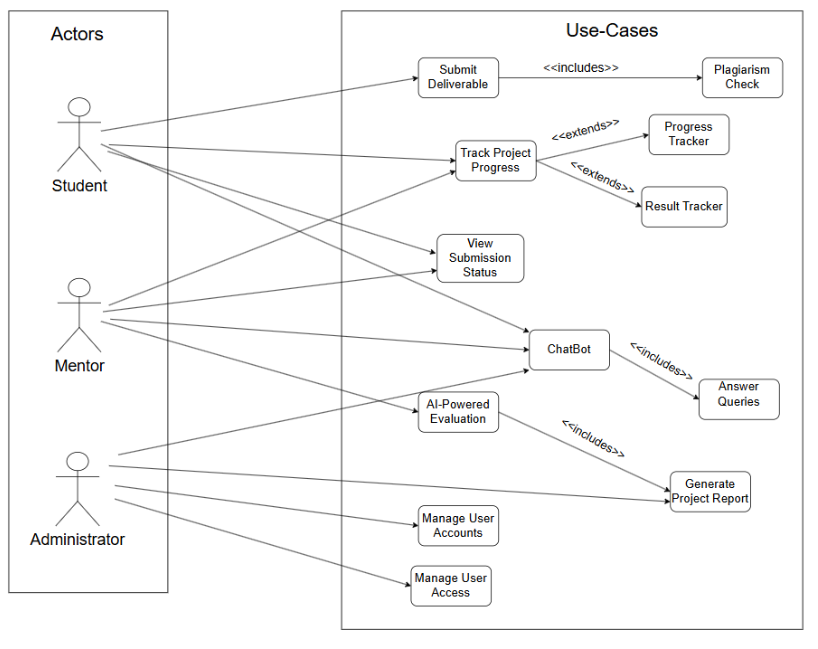 Actors
Use-Cases
Submit
Deliverable
<<includes>>
Plagiarism
Check
Student
Track Project
Progress
<<extends>>
Progress
Tracker
<<extends>>
Result Tracker
View
Submission
Status
Mentor
ChatBot
<<includes>>
Answer
Queries
AI-Powered
Evaluation
<<includes>>
Generate
Project Report
Administrator
Manage User
Accounts
Manage User
Access